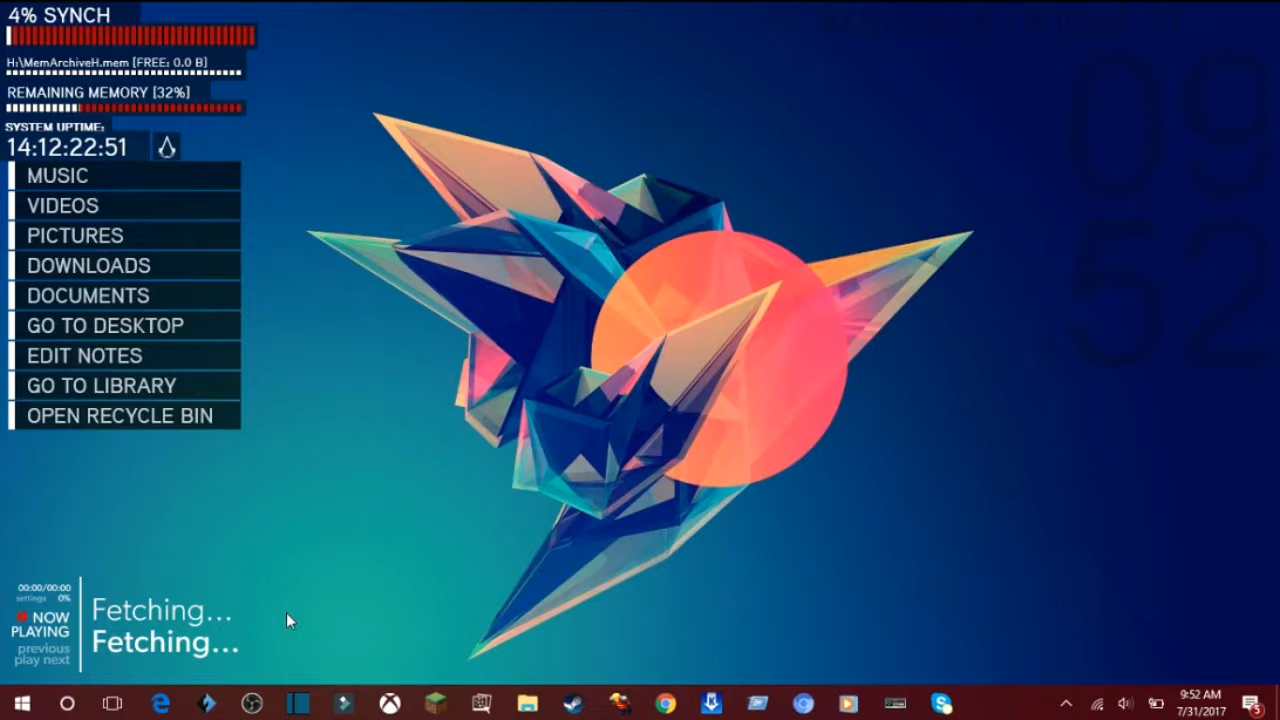 4% SYNCH
H:\MemArchiveH.mem [FREE: 0.0 B]
REMAINING MEMORY [32%]
SYSTEM UPTIME:
14:12:22:51
MUSIC
VIDEOS
PICTURES
DOWNLOADS
DOCUMENTS
GO TO DESKTOP
EDIT NOTES
GO TO LIBRARY
OPEN RECYCLE BIN
09
52
00:00/00:00
settings 0%
NOW
PLAYING
previous
play next
Fetching...
Fetching...
9:52 AM
7/31/2017
5